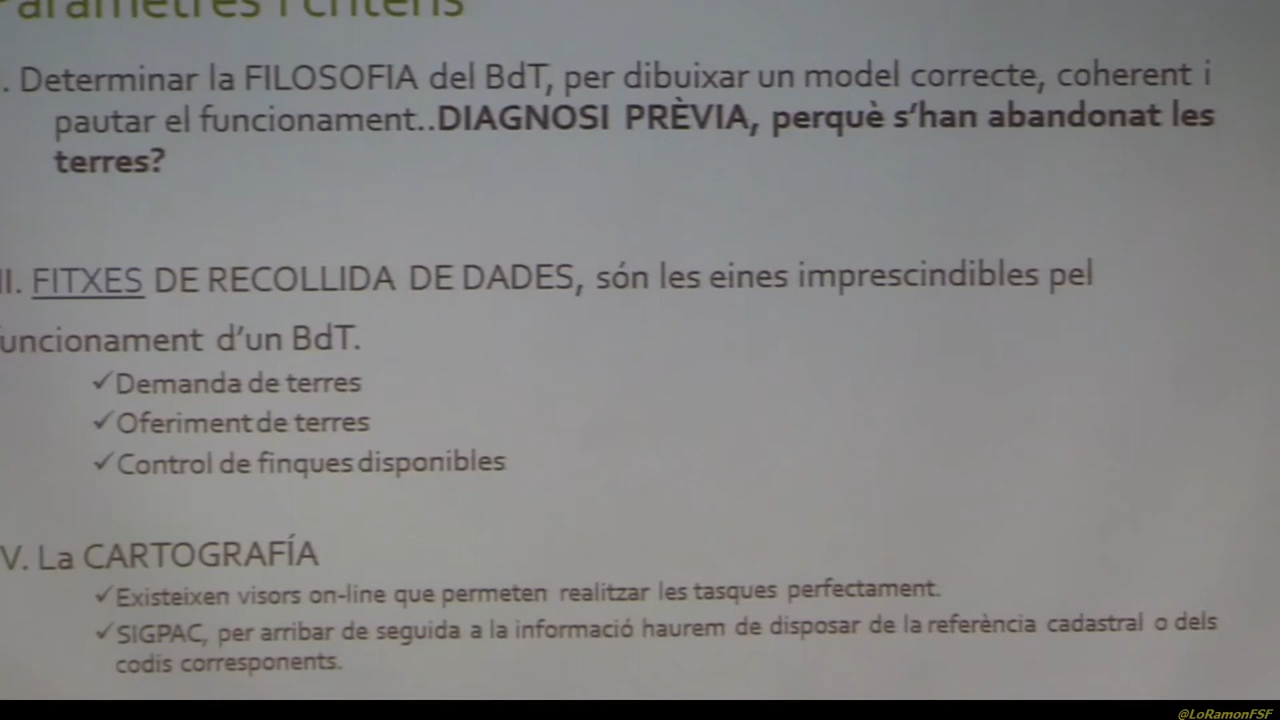 Paràmetres i criteris
. Determinar la FILOSOFIA del BdT, per dibuixar un model correcte, coherent i
pautar el funcionament..DIAGNOSI PRÈVIA, perquè s'han abandonat les
terres?
II. FITXES DE RECOLLIDA DE DADES, són les eines imprescindibles pel
uncionament d'un BdT.
✓Demanda de terres
✓Oferiment de terres
✓Control de finques disponibles
V. La CARTOGRAFÍA
✓Existeixen visors on-line que permeten realitzar les tasques perfectament.
✓SIGPAC, per arribar de seguida a la informació haurem de disposar de la referència cadastral o dels
codis corresponents.
@LoRamonFSF